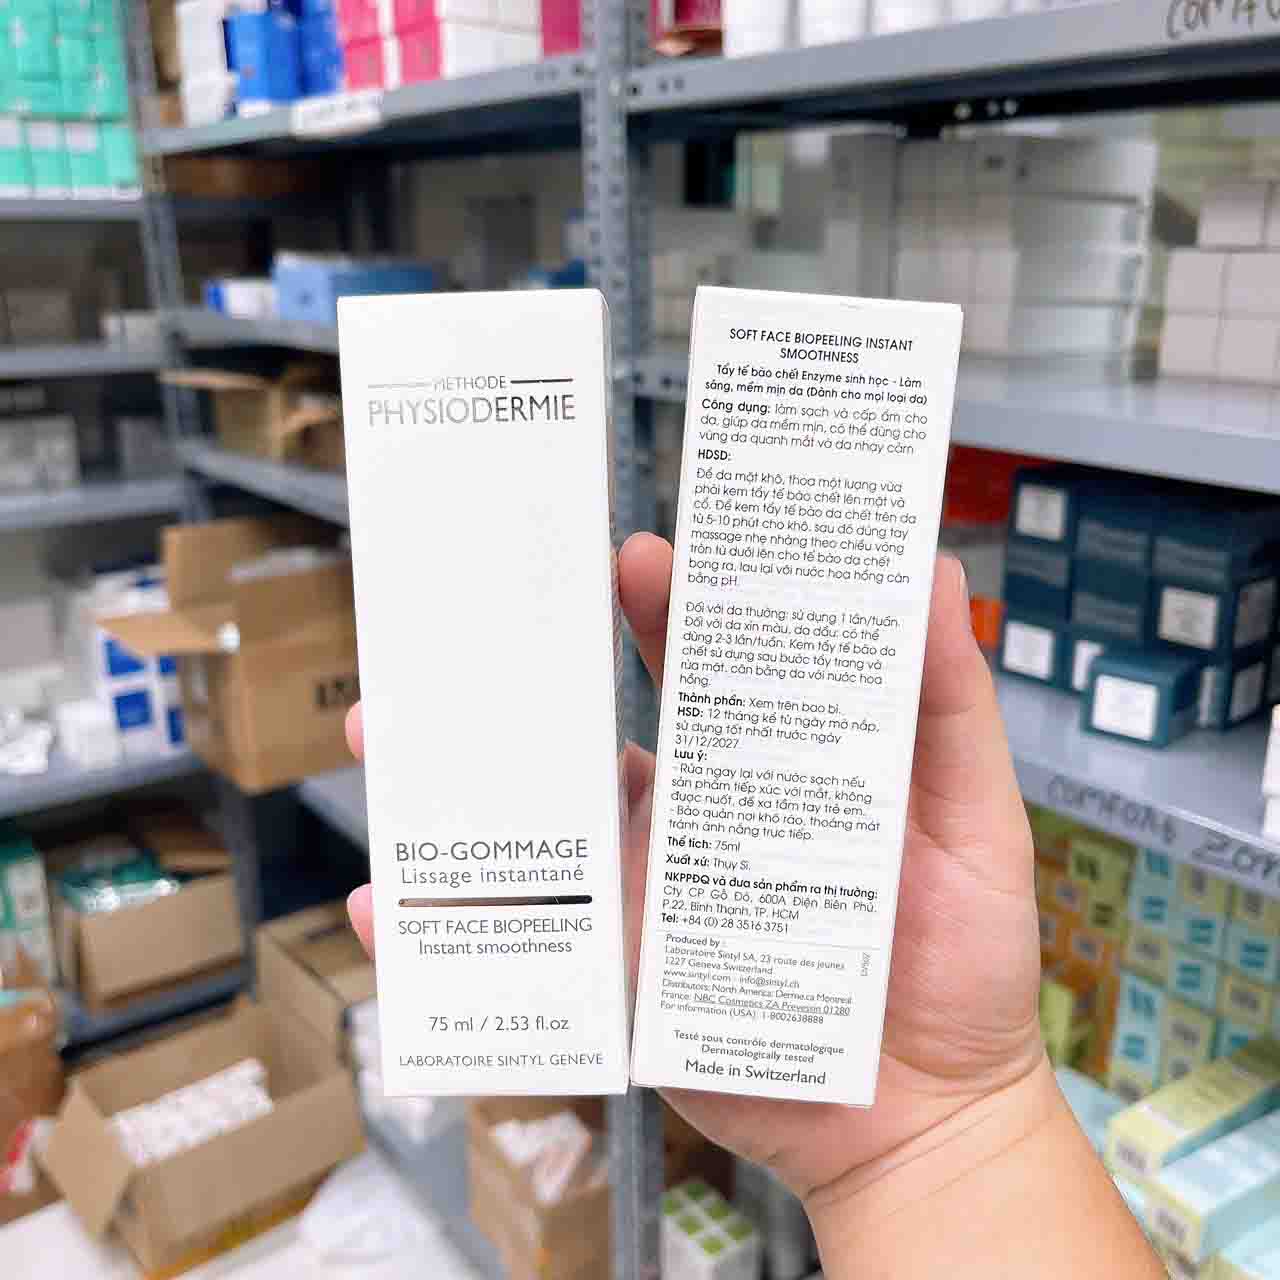 METHODE
PHYSIODERMIE
BIO-GOMMAGE
Lissage instantané
SOFT FACE BIOPEELING
Instant smoothness
75 ml / 2.53 fl.oz
LABORATOIRE SINTYL GENEVE
SOFT FACE BIOPEELING INSTANT
SMOOTHNESS
Tẩy tế bào chết Enzyme sinh học - Làm
sáng, mềm mịn da (Dành cho mọi loại da)
Công dụng: làm sạch và cấp ẩm cho
da, giúp da mềm mịn, có thể dùng cho
vùng da quanh mắt và da nhạy cảm
HDSD:
Để da mặt khô, thoa một lượng vừa
phải kem tẩy tế bào chết lên mặt và
cổ. Để kem tẩy tế bào da chết trên da
từ 5-10 phút cho khô, sau đó dùng tay
massage nhẹ nhàng theo chiều vòng
tròn từ dưới lên cho tế bào da chết
bong ra, lau lại với nước hoa hồng cân
bằng pH.
Đối với da thường: sử dụng 1 lần/tuần.
Đối với da xỉn màu, da dầu: có thể
dùng 2-3 lần/tuần. Kem tẩy tế bào da
chết sử dụng sau bước tẩy trang và
rửa mặt, cân bằng da với nước hoa
hồng.
Thành phần: Xem trên bao bì.
HSD: 12 tháng kể từ ngày mở nắp,
sử dụng tốt nhất trước ngày
31/12/2027
Lưu ý:
- Rửa ngay lại với nước sạch nếu
sản phẩm tiếp xúc với mắt, không
được nuốt, để xa tầm tay trẻ em.
- Bảo quản nơi khô ráo, thoáng mát
tránh ánh nắng trực tiếp.
Thể tích: 75ml
Xuất xứ: Thụy Sĩ.
NKPPĐQ và đưa sản phẩm ra thị trường:
Cty CP Gỗ Đỏ, 600A Điện Biên Phủ,
P.22, Bình Thạnh, TP. HCM
Tel: +84 (0) 28 3516 3751
Produced by :
Laboratoire Sintyl SA, 23 route des jeunes
1227 Geneva Switzerland
www.sintyl.com - info@sintyl.ch
Distributors: North America: Derme.ca Montreal
France: NBC Cosmetics ZA Prevessin 01280
For information (USA) 1-8002638888
Testé sous contrôle dermatologique
Dermatologically tested
Made in Switzerland
COMFORT ZONE